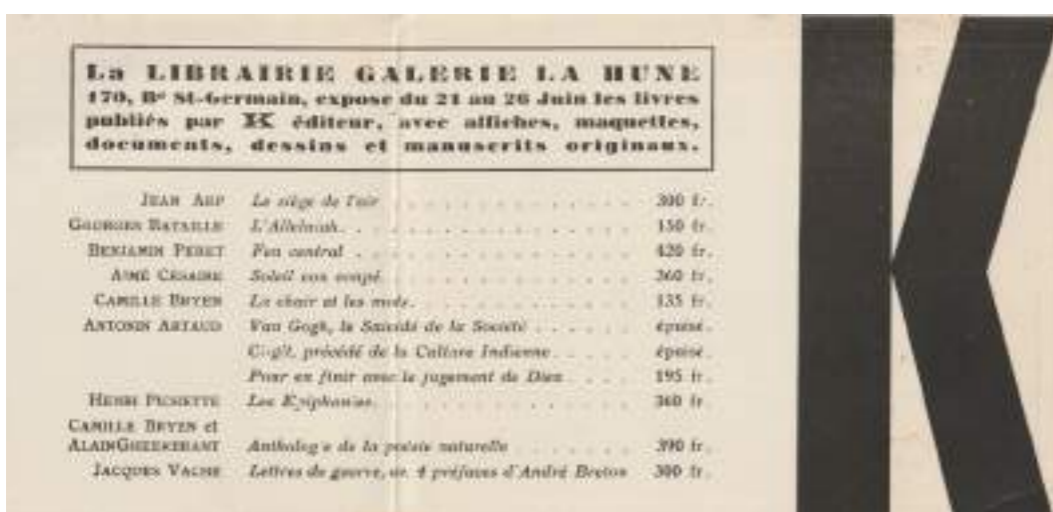 La LIBRAIRIE GALERIE LA HUNE
170, Bd St-Germain, expose du 21 au 26 Juin les livres
publiés par K éditeur, avec affiches, maquettes,
documents, dessins et manuscrits originaux.
JEAN ARP Le siège de l'air 300 fr.
GEORGES BATAILLE L'Alleluiah 150 fr.
BENJAMIN PERET Feu central 420 fr.
AIMÉ CESAIRE Soleil cou coupé 360 fr.
CAMILLE BRYEN La chair et les mots 135 fr.
ANTONIN ARTAUD Van Gogh, le Suicidé de la Société épuisé.
Ci-gît, précédé de la Culture Indienne épuisé.
Pour en finir avec le jugement de Dieu 195 fr.
HENRI PICHETTE Les Epiphanies 360 fr.
CAMILLE BRYEN et
ALAIN GHEERBRANT Anthologie de la poésie naturelle 390 fr.
JACQUES VACHÉ Lettres de guerre, 4 préfaces d'André Breton 300 fr.
K